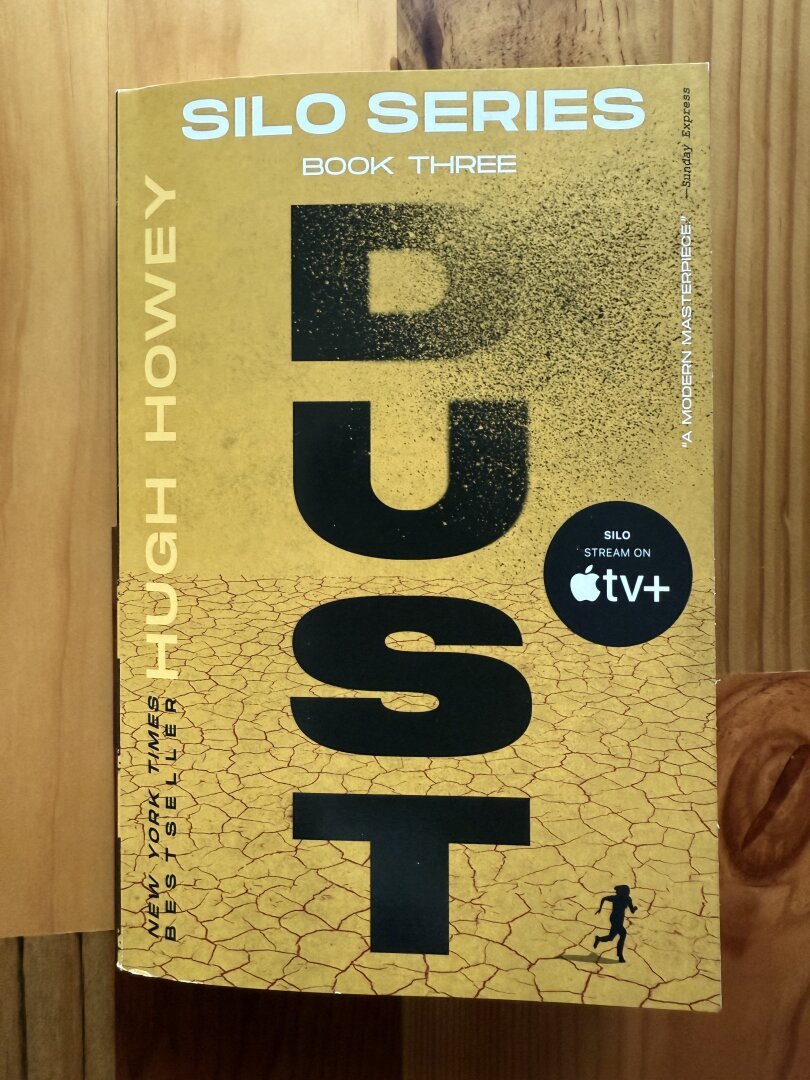 SILO SERIES
BOOK THREE
DUST
HUGH HOWEY
NEW YORK TIMES
BESTSELLER
"A MODERN MASTERPIECE."
—Sunday Express
SILO
STREAM ON
tv+